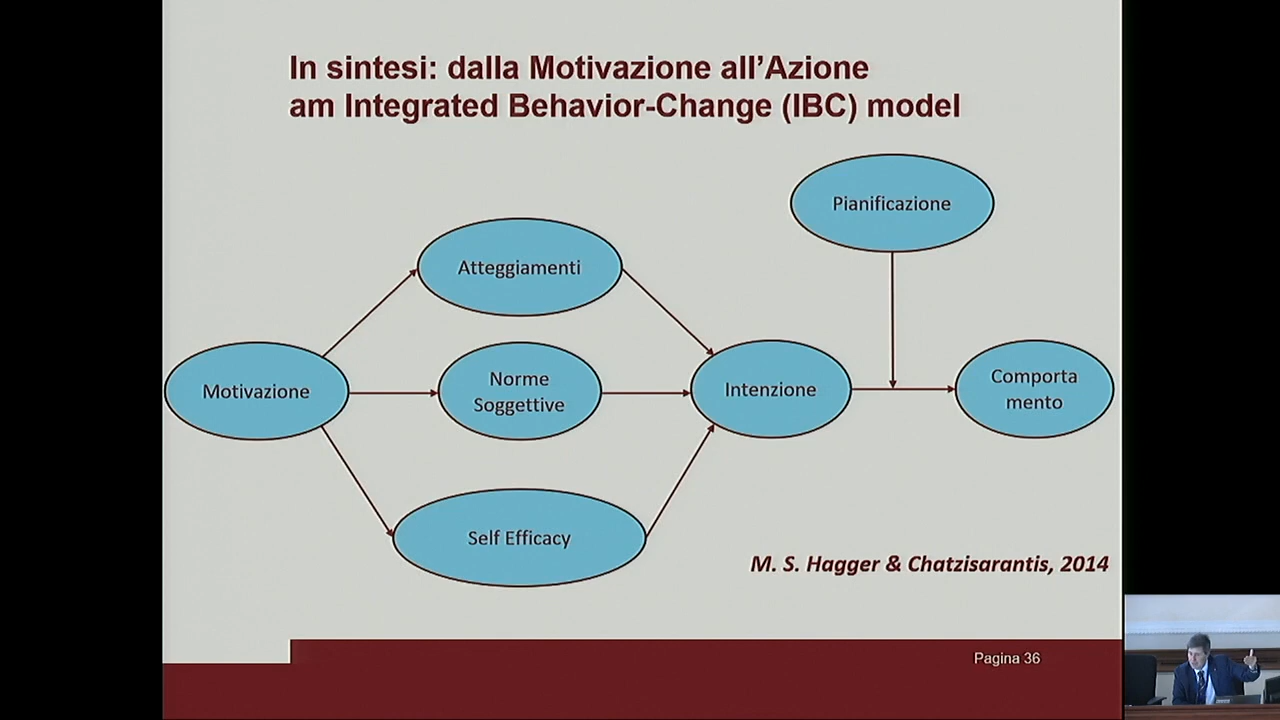 In sintesi: dalla Motivazione all’Azione
am Integrated Behavior-Change (IBC) model
Pianificazione
Atteggiamenti
Motivazione
Norme
Soggettive
Intenzione
Comporta
mento
Self Efficacy
M. S. Hagger & Chatzisarantis, 2014
Pagina 36